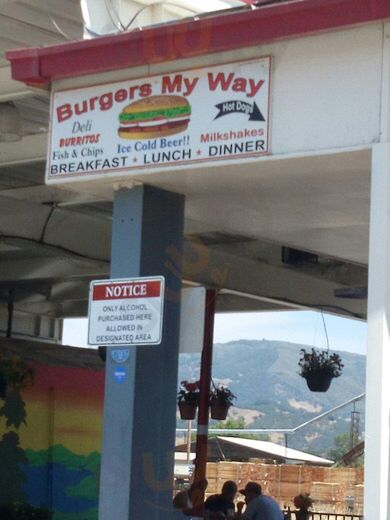 Burgers My Way
Deli
Hot Dogs
BURRITOS
Ice Cold Beer!!
Milkshakes
Fish & Chips
BREAKFAST * LUNCH * DINNER
NOTICE
ONLY ALCOHOL
PURCHASED HERE
ALLOWED IN
DESIGNATED AREA